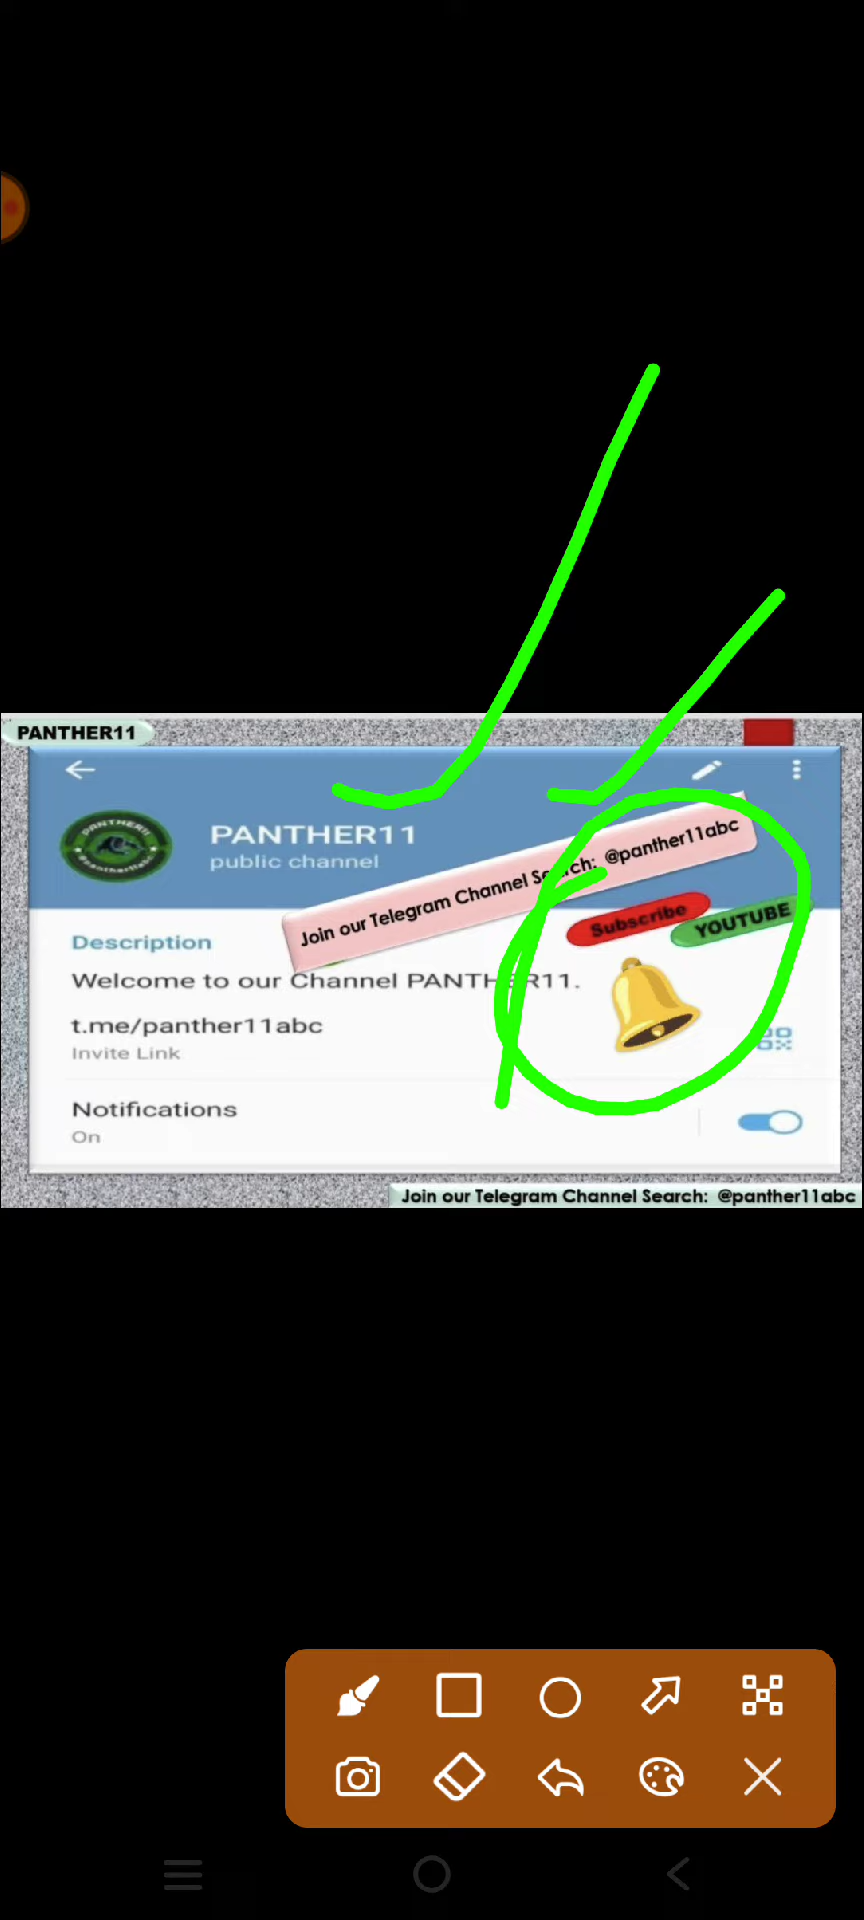 PANTHER11
PANTHER11
public channel
Join our Telegram Channel Search: @panther11abc
Subscribe
YOUTUBE
Description
Welcome to our Channel PANTHER11.
t.me/panther11abc
Invite Link
Notifications
On
Join our Telegram Channel Search: @panther11abc